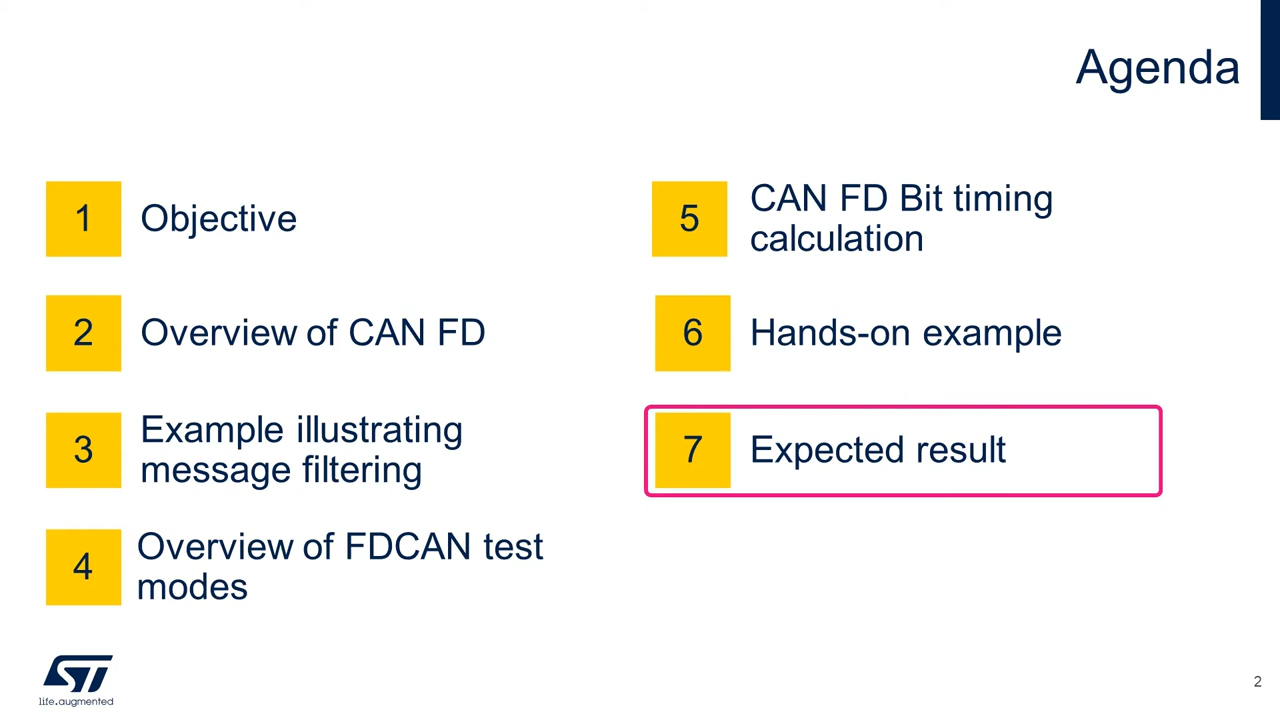 Agenda
1
Objective
2
Overview of CAN FD
3
Example illustrating
message filtering
4
Overview of FDCAN test
modes
5
CAN FD Bit timing
calculation
6
Hands-on example
7
Expected result
ST
life.augmented
2